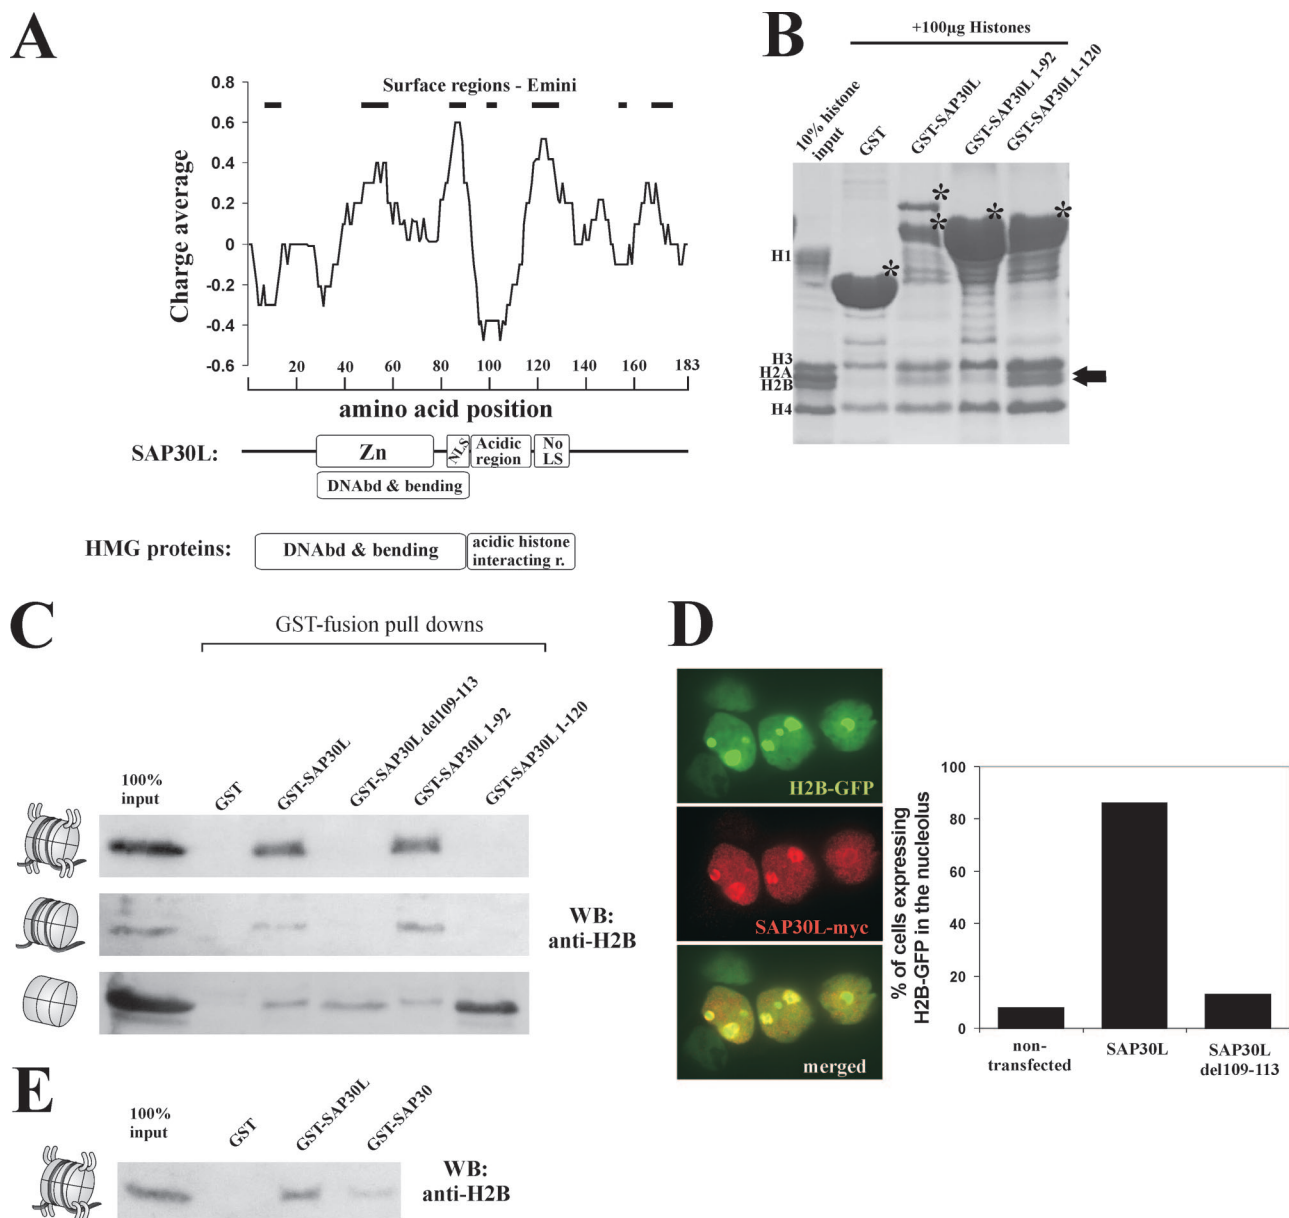 A
Surface regions - Emini
0.8
0.6
0.4
0.2
0
-0.2
-0.4
-0.6
Charge average
20 40 60 80 100 120 140 160 183
amino acid position
SAP30L:
Zn
NLS
Acidic
region
No
LS
DNAbd & bending
HMG proteins:
DNAbd & bending
acidic histone
interacting r.
B
+100µg Histones
10% histone
input
GST
GST-SAP30L
GST-SAP30L 1-92
GST-SAP30L1-120
*
*
*
*
*
H1
H3
H2A
H2B
H4
C
GST-fusion pull downs
100%
input
GST
GST-SAP30L
GST-SAP30L del109-113
GST-SAP30L 1-92
GST-SAP30L 1-120
WB:
anti-H2B
D
H2B-GFP
SAP30L-myc
merged
% of cells expressing
H2B-GFP in the nucleolus
100
80
60
40
20
0
non-
transfected
SAP30L
SAP30L
del109-113
E
100%
input
GST
GST-SAP30L
GST-SAP30
WB:
anti-H2B